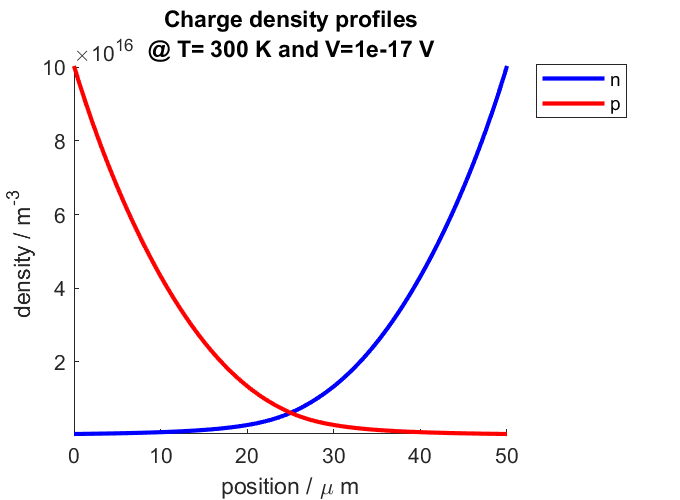 Charge density profiles
@ T= 300 K and V=1e-17 V
×10^16
10
8
6
4
2
density / m^-3
0 10 20 30 40 50
position / μ m
n
p